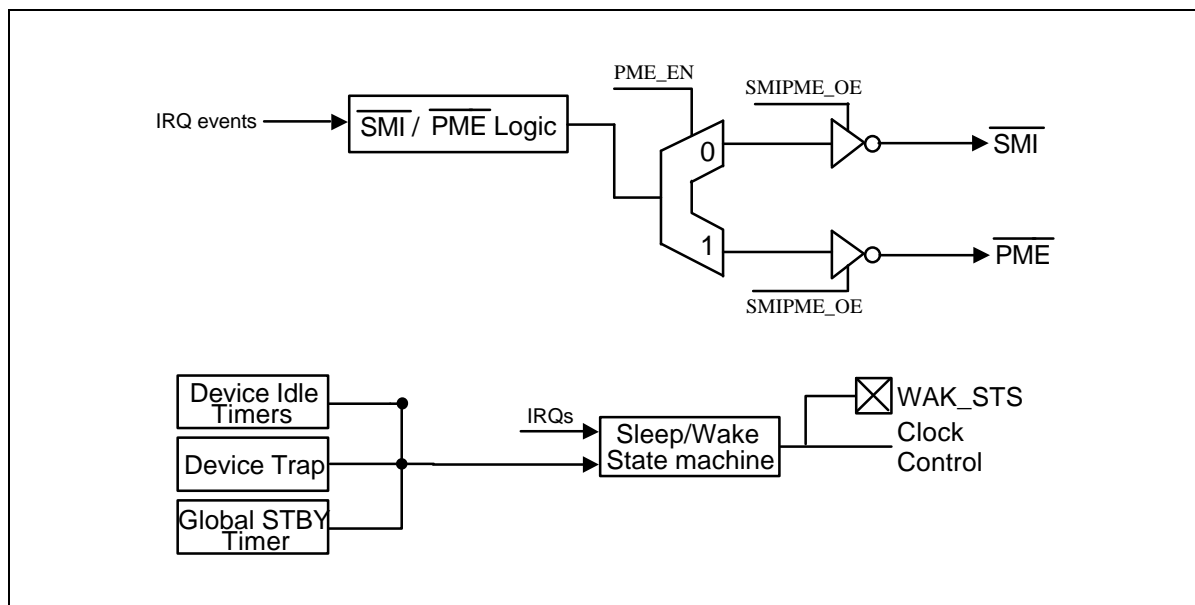 PME_EN
SMIPME_OE
IRQ events
SMI / PME Logic
0
SMI
1
PME
SMIPME_OE
Device Idle
Timers
Device Trap
Global STBY
Timer
IRQs
Sleep/Wake
State machine
WAK_STS
Clock
Control